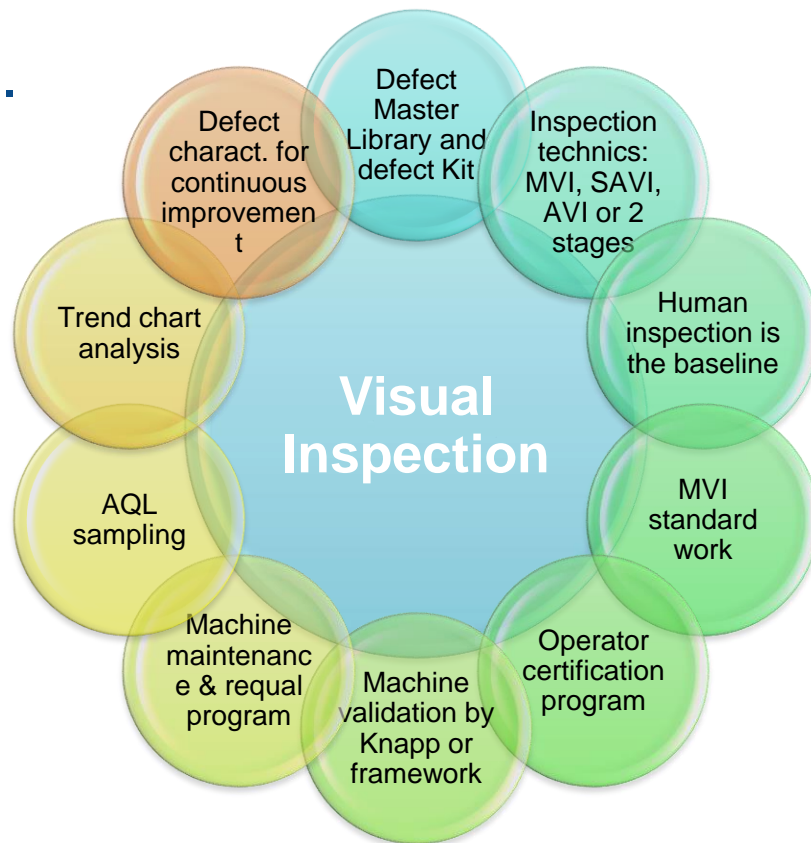 Visual
Inspection
Defect
Master
Library and
defect Kit
Inspection
technics:
MVI, SAVI,
AVI or 2
stages
Human
inspection is
the baseline
MVI
standard
work
Operator
certification
program
Machine
validation by
Knapp or
framework
Machine
maintenanc
e & requal
program
AQL
sampling
Trend chart
analysis
Defect
charact. for
continuous
improvemen
t